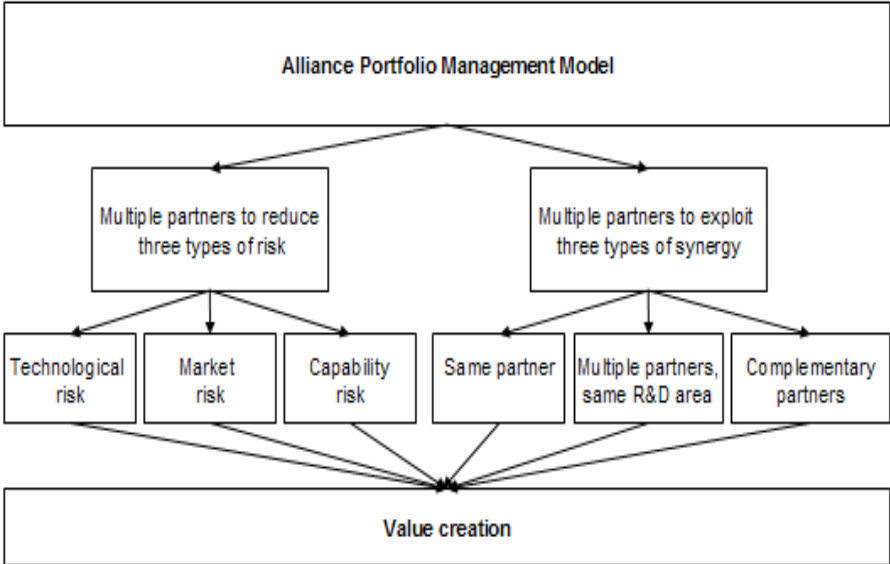 Alliance Portfolio Management Model
Multiple partners to reduce
three types of risk
Multiple partners to exploit
three types of synergy
Technological
risk
Market
risk
Capability
risk
Same partner
Multiple partners,
same R&D area
Complementary
partners
Value creation